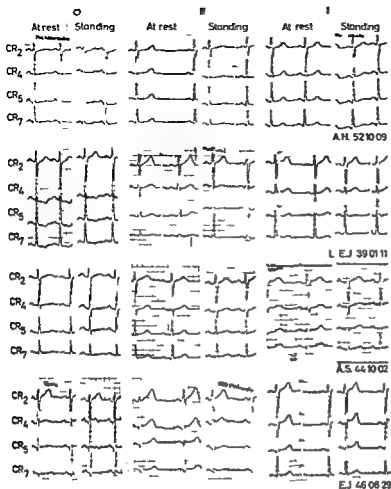 O II I
At rest Standing At rest Standing At rest Standing
CR2
CR4
CR5
CR7
A.H. 521009
CR2
CR4
CR5
CR7
L E.J 390111
CR2
CR4
CR5
CR7
A.S. 441002
CR2
CR4
CR5
CR7
E.J 460829